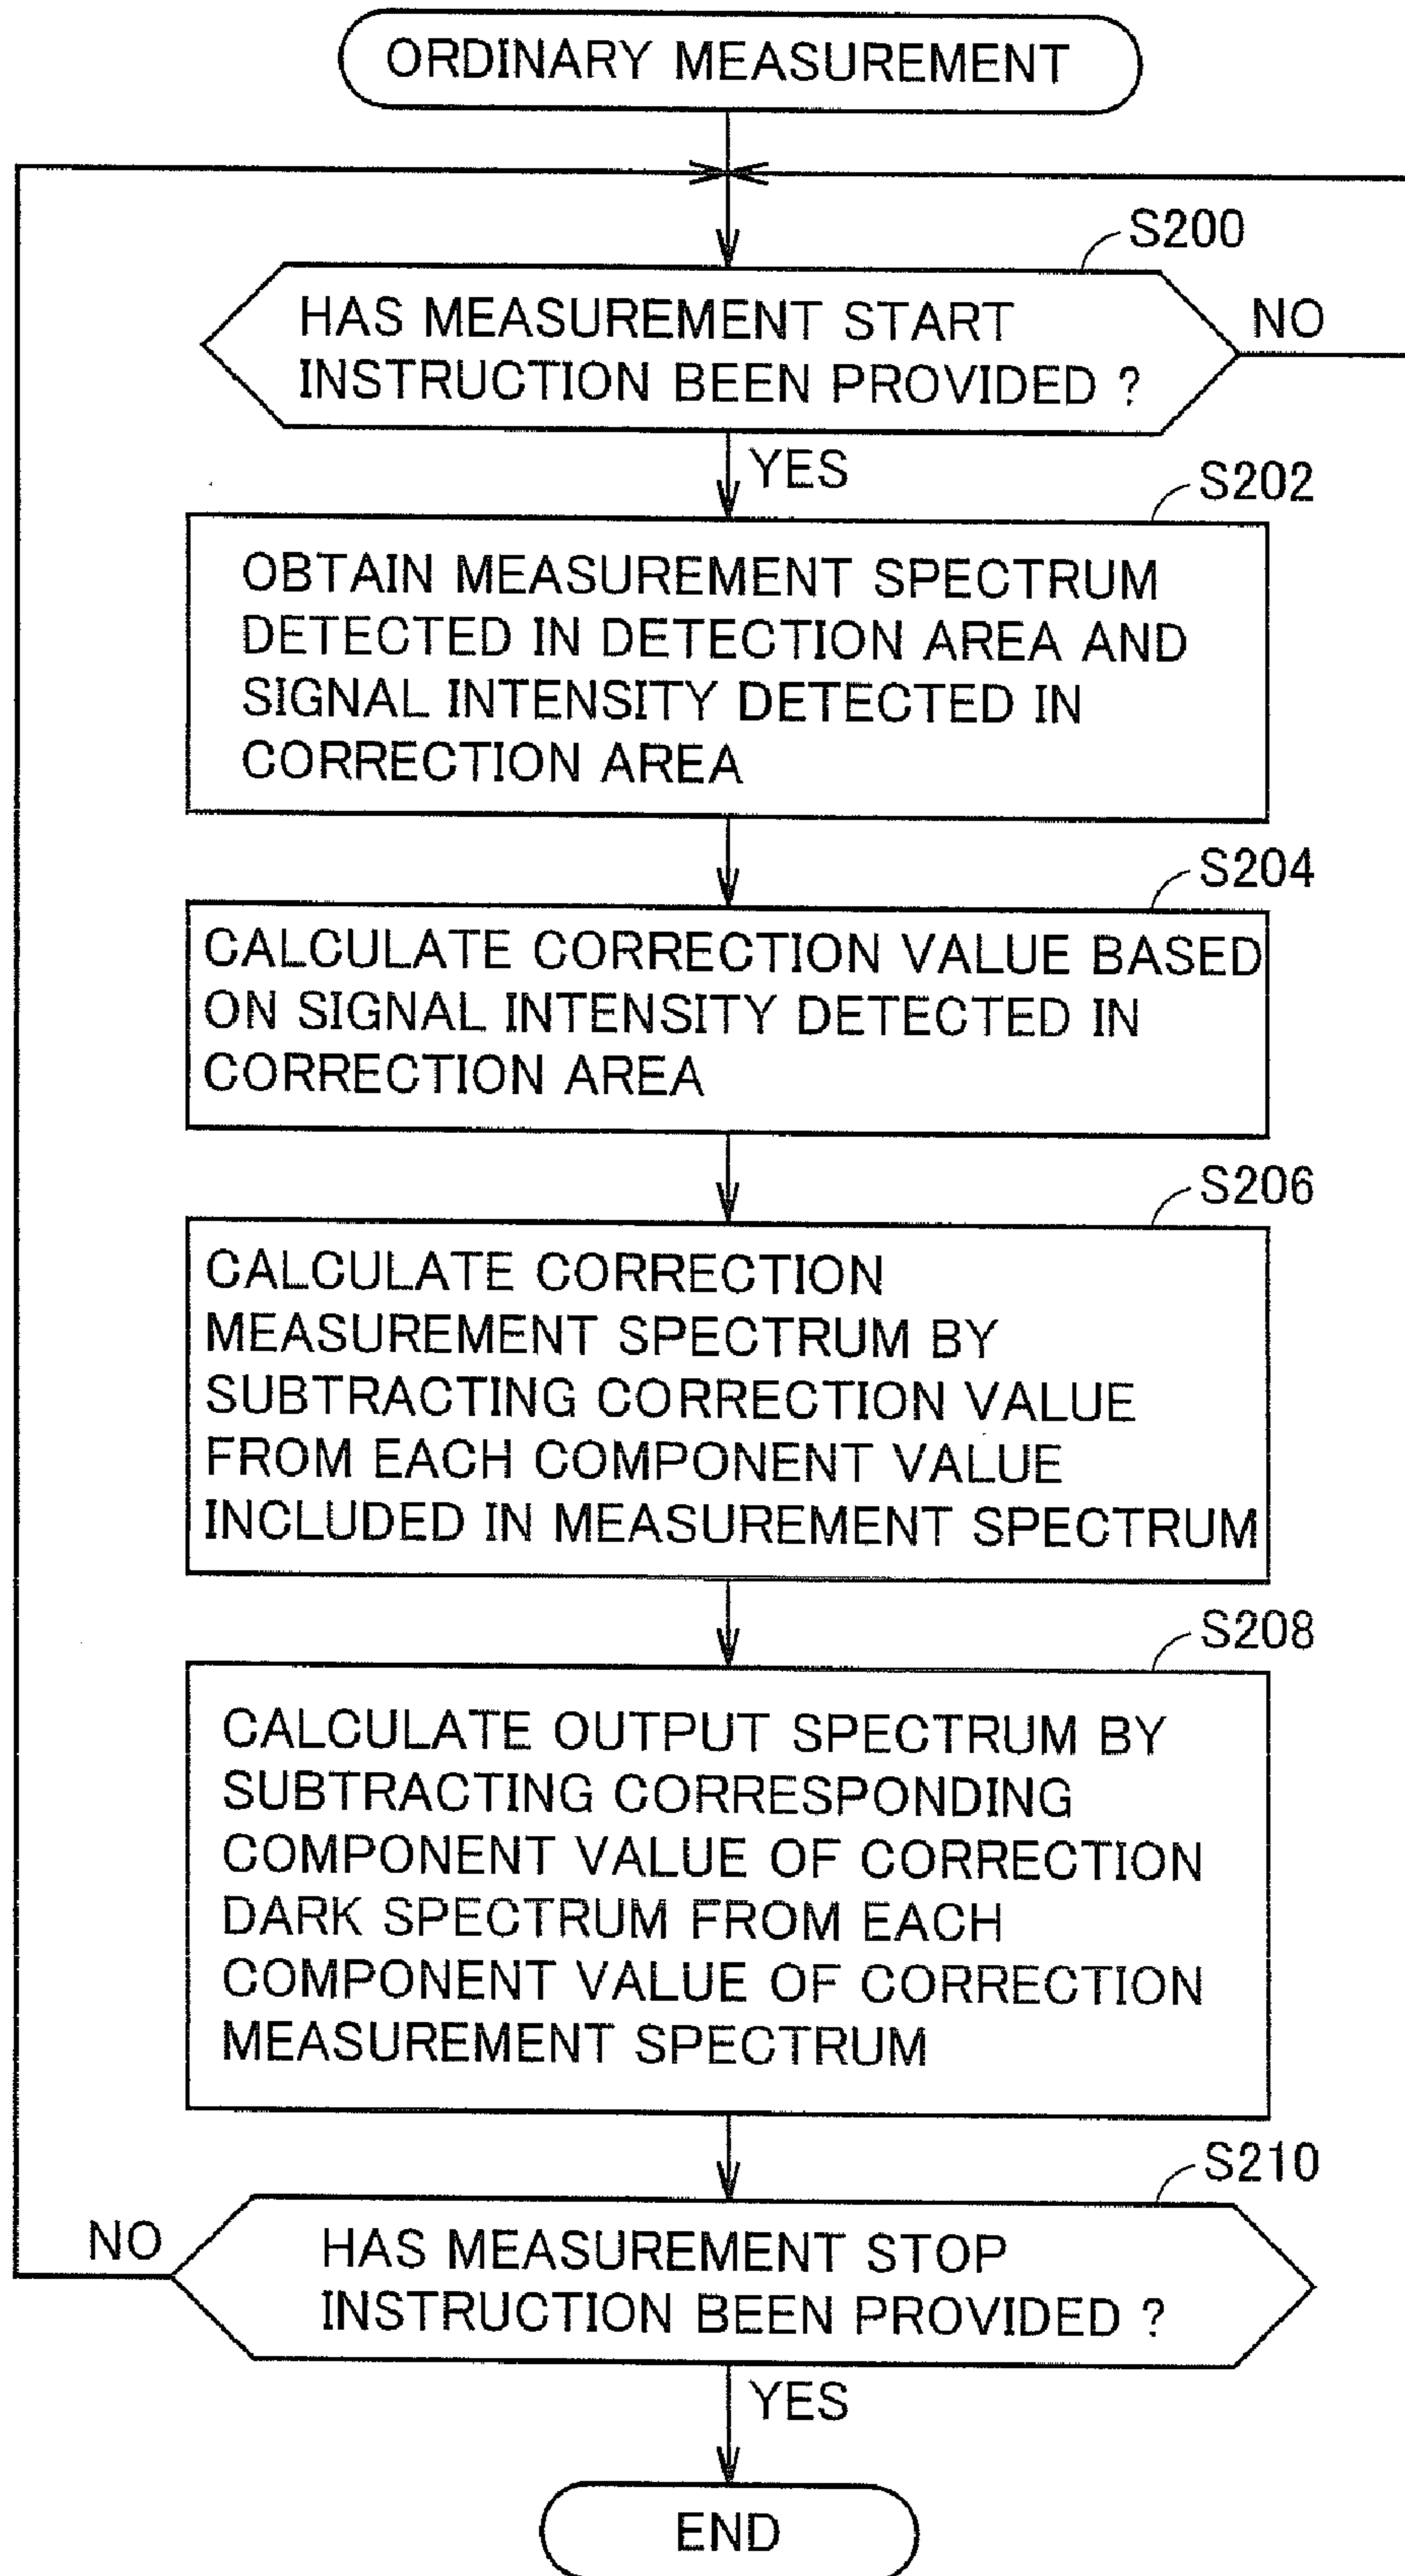 ORDINARY MEASUREMENT
S200
HAS MEASUREMENT START
INSTRUCTION BEEN PROVIDED ?
NO
YES
S202
OBTAIN MEASUREMENT SPECTRUM
DETECTED IN DETECTION AREA AND
SIGNAL INTENSITY DETECTED IN
CORRECTION AREA
S204
CALCULATE CORRECTION VALUE BASED
ON SIGNAL INTENSITY DETECTED IN
CORRECTION AREA
S206
CALCULATE CORRECTION
MEASUREMENT SPECTRUM BY
SUBTRACTING CORRECTION VALUE
FROM EACH COMPONENT VALUE
INCLUDED IN MEASUREMENT SPECTRUM
S208
CALCULATE OUTPUT SPECTRUM BY
SUBTRACTING CORRESPONDING
COMPONENT VALUE OF CORRECTION
DARK SPECTRUM FROM EACH
COMPONENT VALUE OF CORRECTION
MEASUREMENT SPECTRUM
S210
NO
HAS MEASUREMENT STOP
INSTRUCTION BEEN PROVIDED ?
YES
END